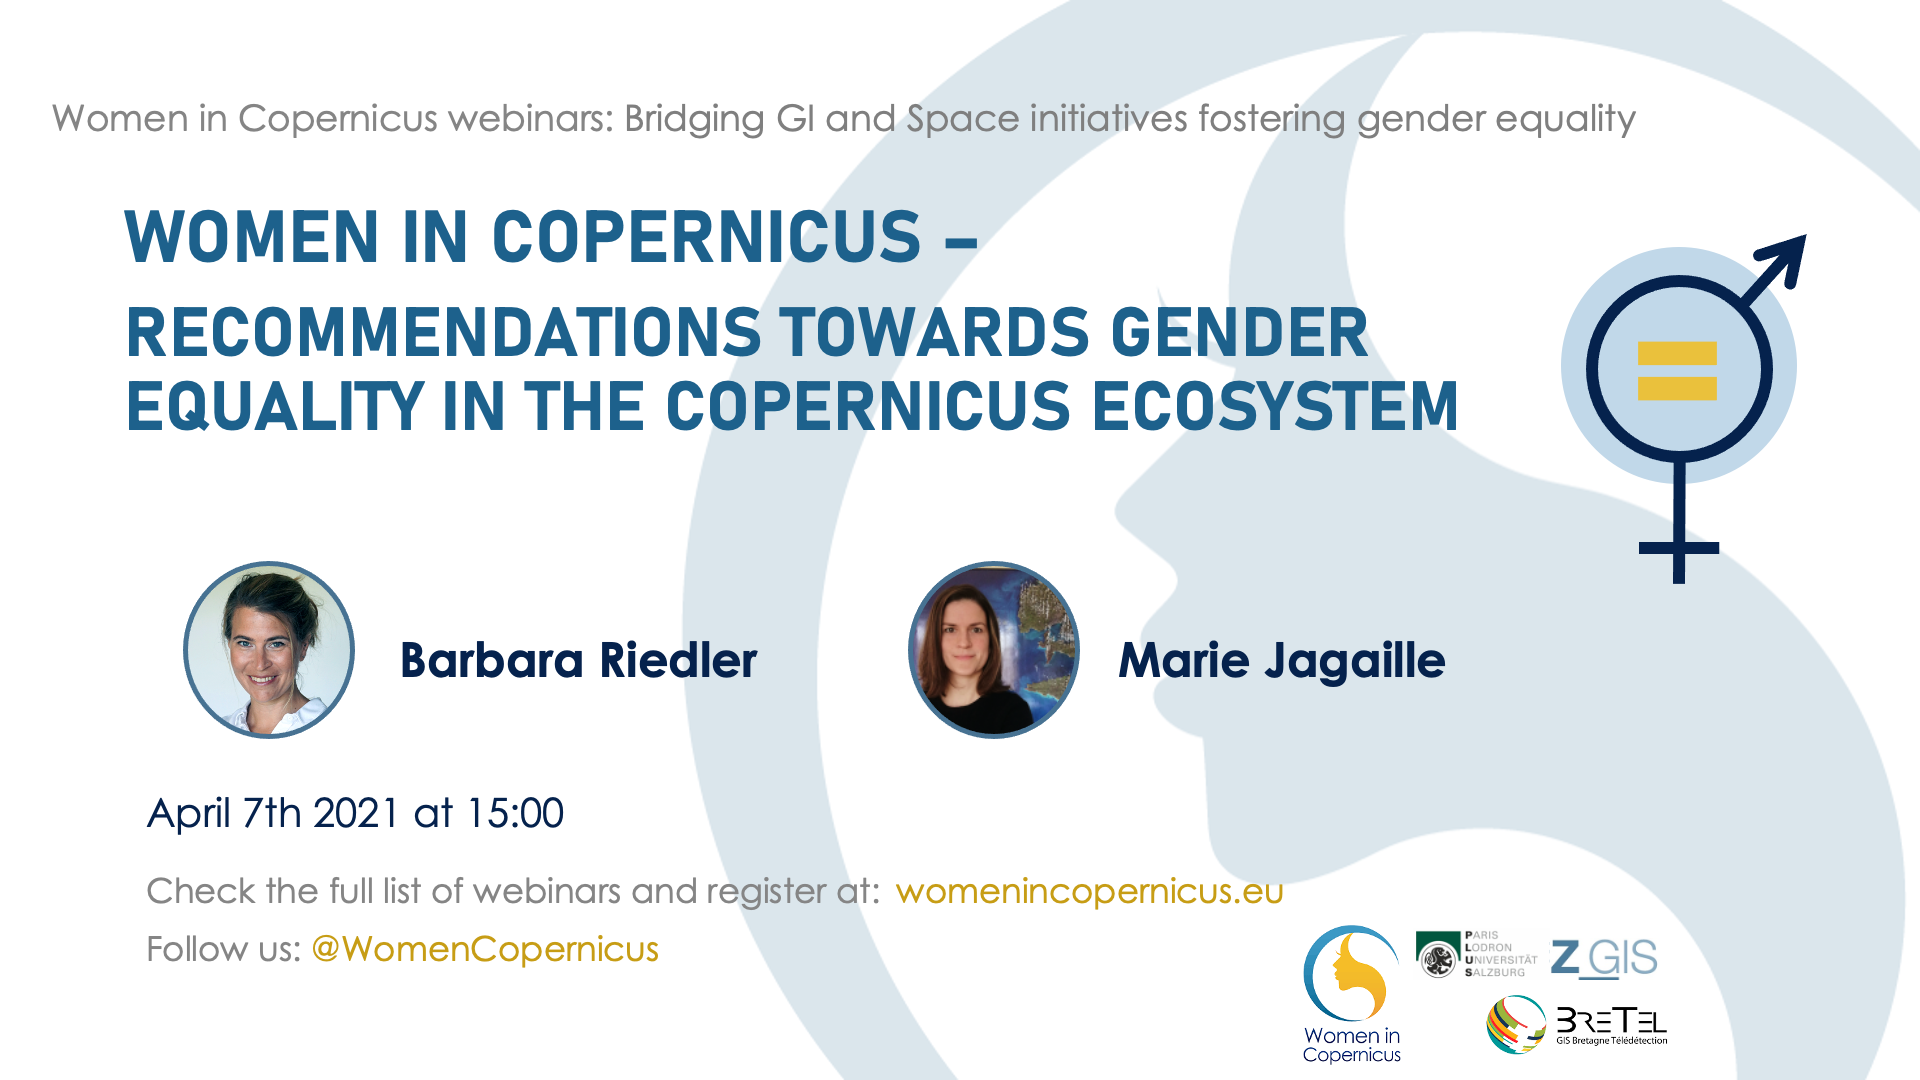 Women in Copernicus webinars: Bridging GI and Space initiatives fostering gender equality
WOMEN IN COPERNICUS –
RECOMMENDATIONS TOWARDS GENDER
EQUALITY IN THE COPERNICUS ECOSYSTEM
Barbara Riedler
Marie Jagaille
April 7th 2021 at 15:00
Check the full list of webinars and register at: womenincopernicus.eu
Follow us: @WomenCopernicus
Women in
Copernicus
PARIS
LODRON
UNIVERSITÄT
SALZBURG
Z_GIS
BRETEL
GIS Bretagne Télédétection